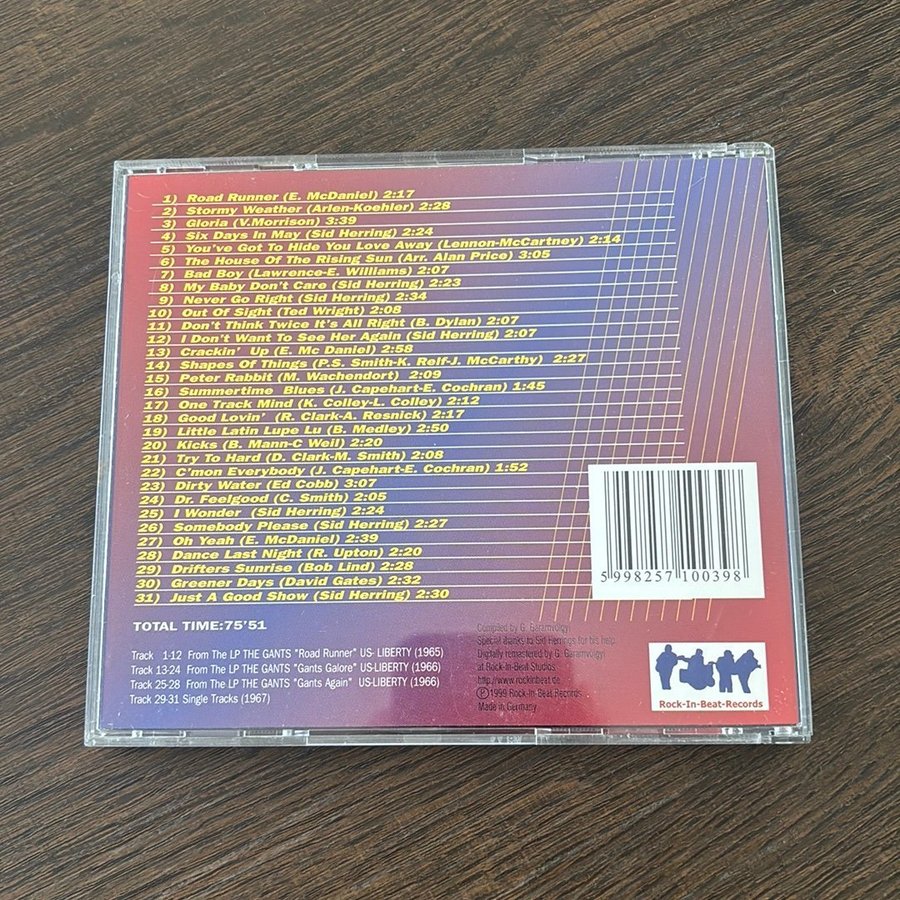 1) Road Runner (E. McDaniel) 2:17
2) Stormy Weather (Arlen-Koehler) 2:28
3) Gloria (V.Morrison) 3:39
4) Six Days In May (Sid Herring) 2:24
5) You've Got To Hide You Love Away (Lennon-McCartney) 2:14
6) The House Of The Rising Sun (Arr. Alan Price) 3:05
7) Bad Boy (Lawrence-E. Williams) 2:07
8) My Baby Don't Care (Sid Herring) 2:23
9) Never Go Right (Sid Herring) 2:34
10) Out Of Sight (Ted Wright) 2:08
11) Don't Think Twice It's All Right (B. Dylan) 2:07
12) I Don't Want To See Her Again (Sid Herring) 2:07
13) Crackin' Up (E. Mc Daniel) 2:58
14) Shapes Of Things (P.S. Smith-K. Relf-J. McCarthy) 2:27
15) Peter Rabbit (M. Wachendort) 2:09
16) Summertime Blues (J. Capehart-E. Cochran) 1:45
17) One Track Mind (K. Colley-L. Colley) 2:12
18) Good Lovin' (R. Clark-A. Resnick) 2:17
19) Little Latin Lupe Lu (B. Medley) 2:50
20) Kicks (B. Mann-C Weil) 2:20
21) Try To Hard (D. Clark-M. Smith) 2:08
22) C'mon Everybody (J. Capehart-E. Cochran) 1:52
23) Dirty Water (Ed Cobb) 3:07
24) Dr. Feelgood (C. Smith) 2:05
25) I Wonder (Sid Herring) 2:24
26) Somebody Please (Sid Herring) 2:27
27) Oh Yeah (E. McDaniel) 2:39
28) Dance Last Night (R. Upton) 2:20
29) Drifters Sunrise (Bob Lind) 2:28
30) Greener Days (David Gates) 2:32
31) Just A Good Show (Sid Herring) 2:30
5 998257 100398
TOTAL TIME:75'51
Track 1-12 From The LP THE GANTS "Road Runner" US- LIBERTY (1965)
Track 13-24 From The LP THE GANTS "Gants Galore" US-LIBERTY (1966)
Track 25-28 From The LP THE GANTS "Gants Again" US-LIBERTY (1966)
Track 29-31 Single Tracks (1967)
Compiled by G. Garamvölgyi
Special thanks to Sid Herrings for his help
Digitally remastered by G. Garamvölgyi
at Rock-In-Beat Studios
http://www.rockinbeat.de
Ⓟ 1999 Rock-In Beat Records
Made in Germany
Rock-In-Beat-Records